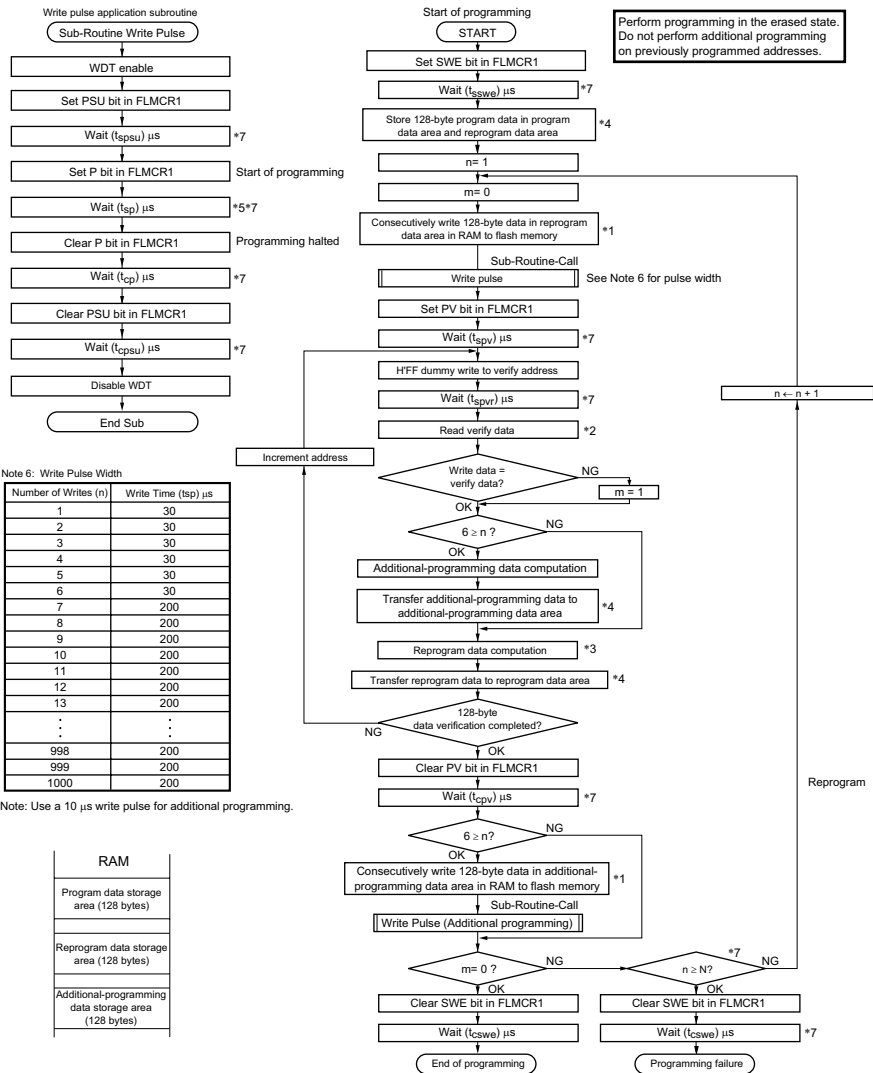 Write pulse application subroutine
Sub-Routine Write Pulse
WDT enable
Set PSU bit in FLMCR1
Wait (tspsu) μs
*7
Set P bit in FLMCR1
Start of programming
Wait (tsp) μs
*5*7
Clear P bit in FLMCR1
Programming halted
Wait (tcp) μs
*7
Clear PSU bit in FLMCR1
Wait (tcpsu) μs
*7
Disable WDT
End Sub
Note 6: Write Pulse Width
Number of Writes (n) Write Time (tsp) μs
1 30
2 30
3 30
4 30
5 30
6 30
7 200
8 200
9 200
10 200
11 200
12 200
13 200
998 200
999 200
1000 200
Note: Use a 10 μs write pulse for additional programming.
RAM
Program data storage
area (128 bytes)
Reprogram data storage
area (128 bytes)
Additional-programming
data storage area
(128 bytes)
Start of programming
START
Perform programming in the erased state.
Do not perform additional programming
on previously programmed addresses.
Set SWE bit in FLMCR1
Wait (tsswe) μs
*7
Store 128-byte program data in program
data area and reprogram data area
*4
n= 1
m= 0
Consecutively write 128-byte data in reprogram
data area in RAM to flash memory
*1
Sub-Routine-Call
Write pulse
See Note 6 for pulse width
Set PV bit in FLMCR1
Wait (tspv) μs
*7
H'FF dummy write to verify address
Wait (tspvr) μs
*7
Read verify data
*2
Increment address
Write data =
verify data?
NG
m = 1
OK
6 ≥ n ?
NG
OK
Additional-programming data computation
Transfer additional-programming data to
additional-programming data area
*4
Reprogram data computation
*3
Transfer reprogram data to reprogram data area
*4
128-byte
data verification completed?
NG
OK
Clear PV bit in FLMCR1
Wait (tcpv) μs
*7
6 ≥ n?
NG
OK
Consecutively write 128-byte data in additional-
programming data area in RAM to flash memory
*1
Sub-Routine-Call
Write Pulse (Additional programming)
m= 0 ?
NG
OK
Clear SWE bit in FLMCR1
Wait (tcswe) μs
End of programming
*7
n ≥ N?
NG
OK
Clear SWE bit in FLMCR1
Wait (tcswe) μs
*7
Programming failure
n ← n + 1
Reprogram